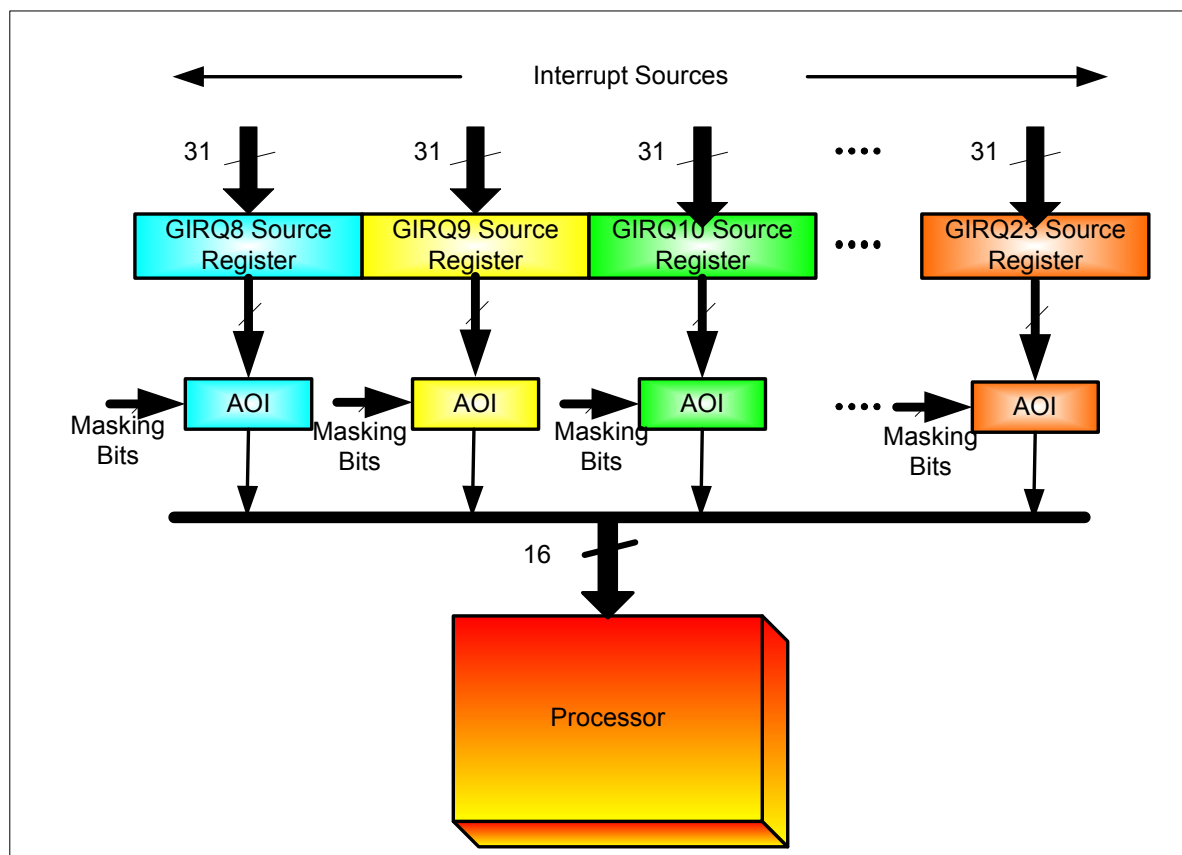 Interrupt Sources
31 31 31 31
GIRQ8 Source Register
GIRQ9 Source Register
GIRQ10 Source Register
GIRQ23 Source Register
Masking Bits
AOI
Masking Bits
AOI
Masking Bits
AOI
Masking Bits
AOI
16
Processor